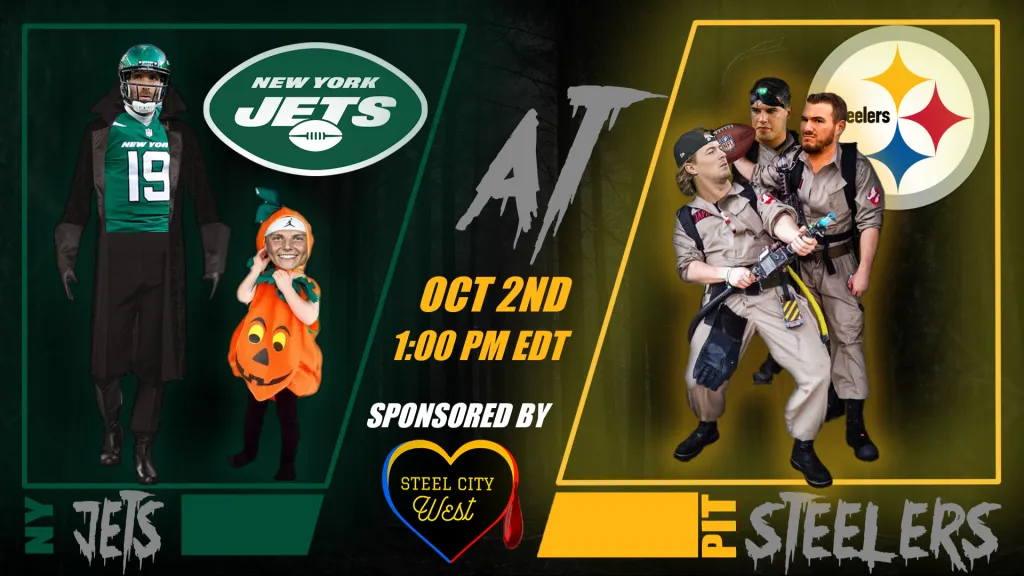 NEW YORK
JETS
NEW YORK
19
AT
eelers
OCT 2ND
1:00 PM EDT
SPONSORED BY
STEEL CITY
West
NY
JETS
PIT
STEELERS